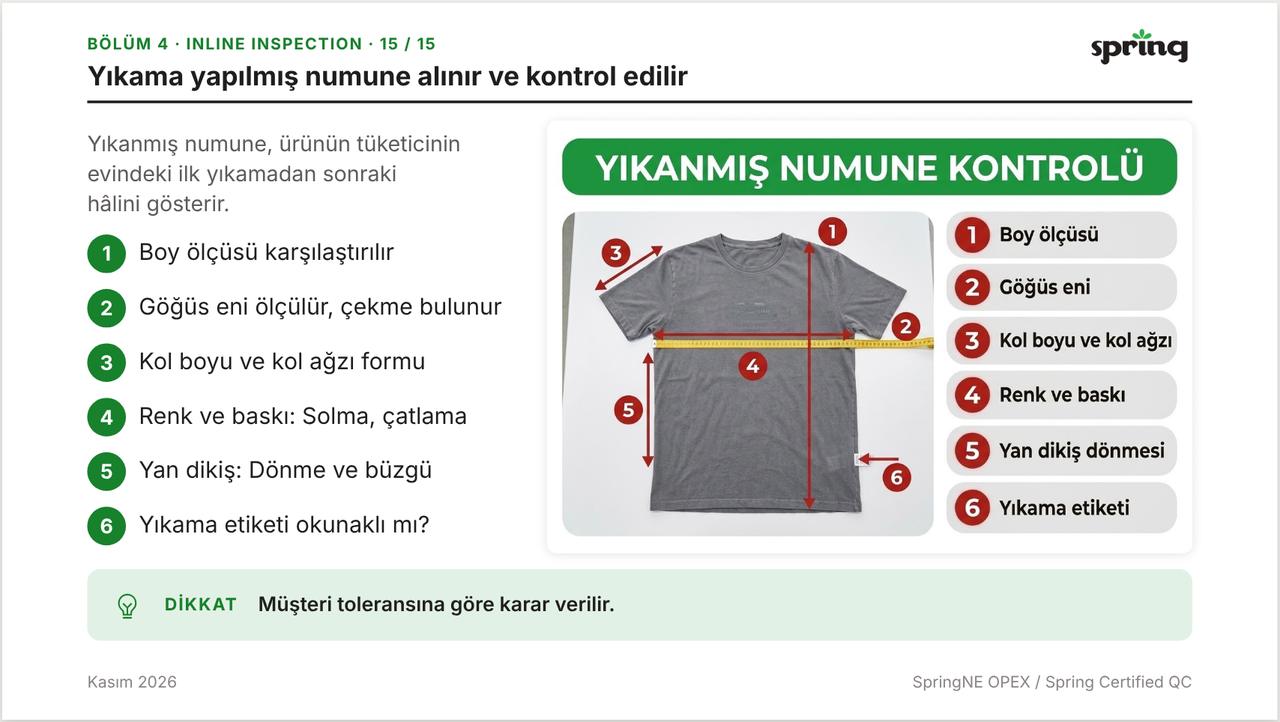 BÖLÜM 4 · INLINE INSPECTION · 15 / 15
spring
Yıkama yapılmış numune alınır ve kontrol edilir
Yıkanmış numune, ürünün tüketicinin
evindeki ilk yıkamadan sonraki
hâlini gösterir.
1 Boy ölçüsü karşılaştırılır
2 Göğüs eni ölçülür, çekme bulunur
3 Kol boyu ve kol ağzı formu
4 Renk ve baskı: Solma, çatlama
5 Yan dikiş: Dönme ve büzgü
6 Yıkama etiketi okunaklı mı?
YIKANMIŞ NUMUNE KONTROLÜ
1
3
2
4
5
6
1 Boy ölçüsü
2 Göğüs eni
3 Kol boyu ve kol ağzı
4 Renk ve baskı
5 Yan dikiş dönmesi
6 Yıkama etiketi
DİKKAT Müşteri toleransına göre karar verilir.
Kasım 2026
SpringNE OPEX / Spring Certified QC